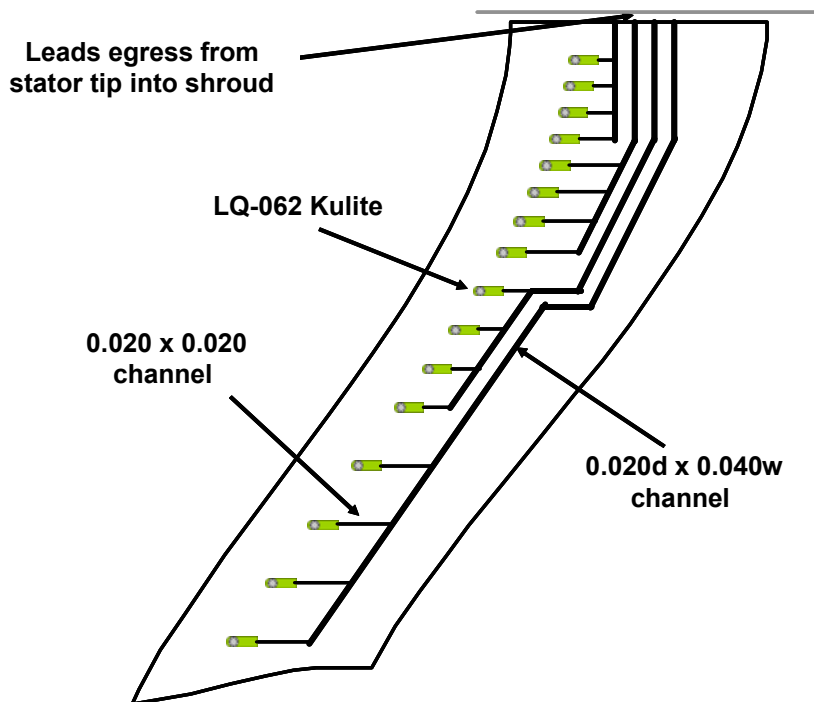 Leads egress from
stator tip into shroud
LQ-062 Kulite
0.020 x 0.020
channel
0.020d x 0.040w
channel